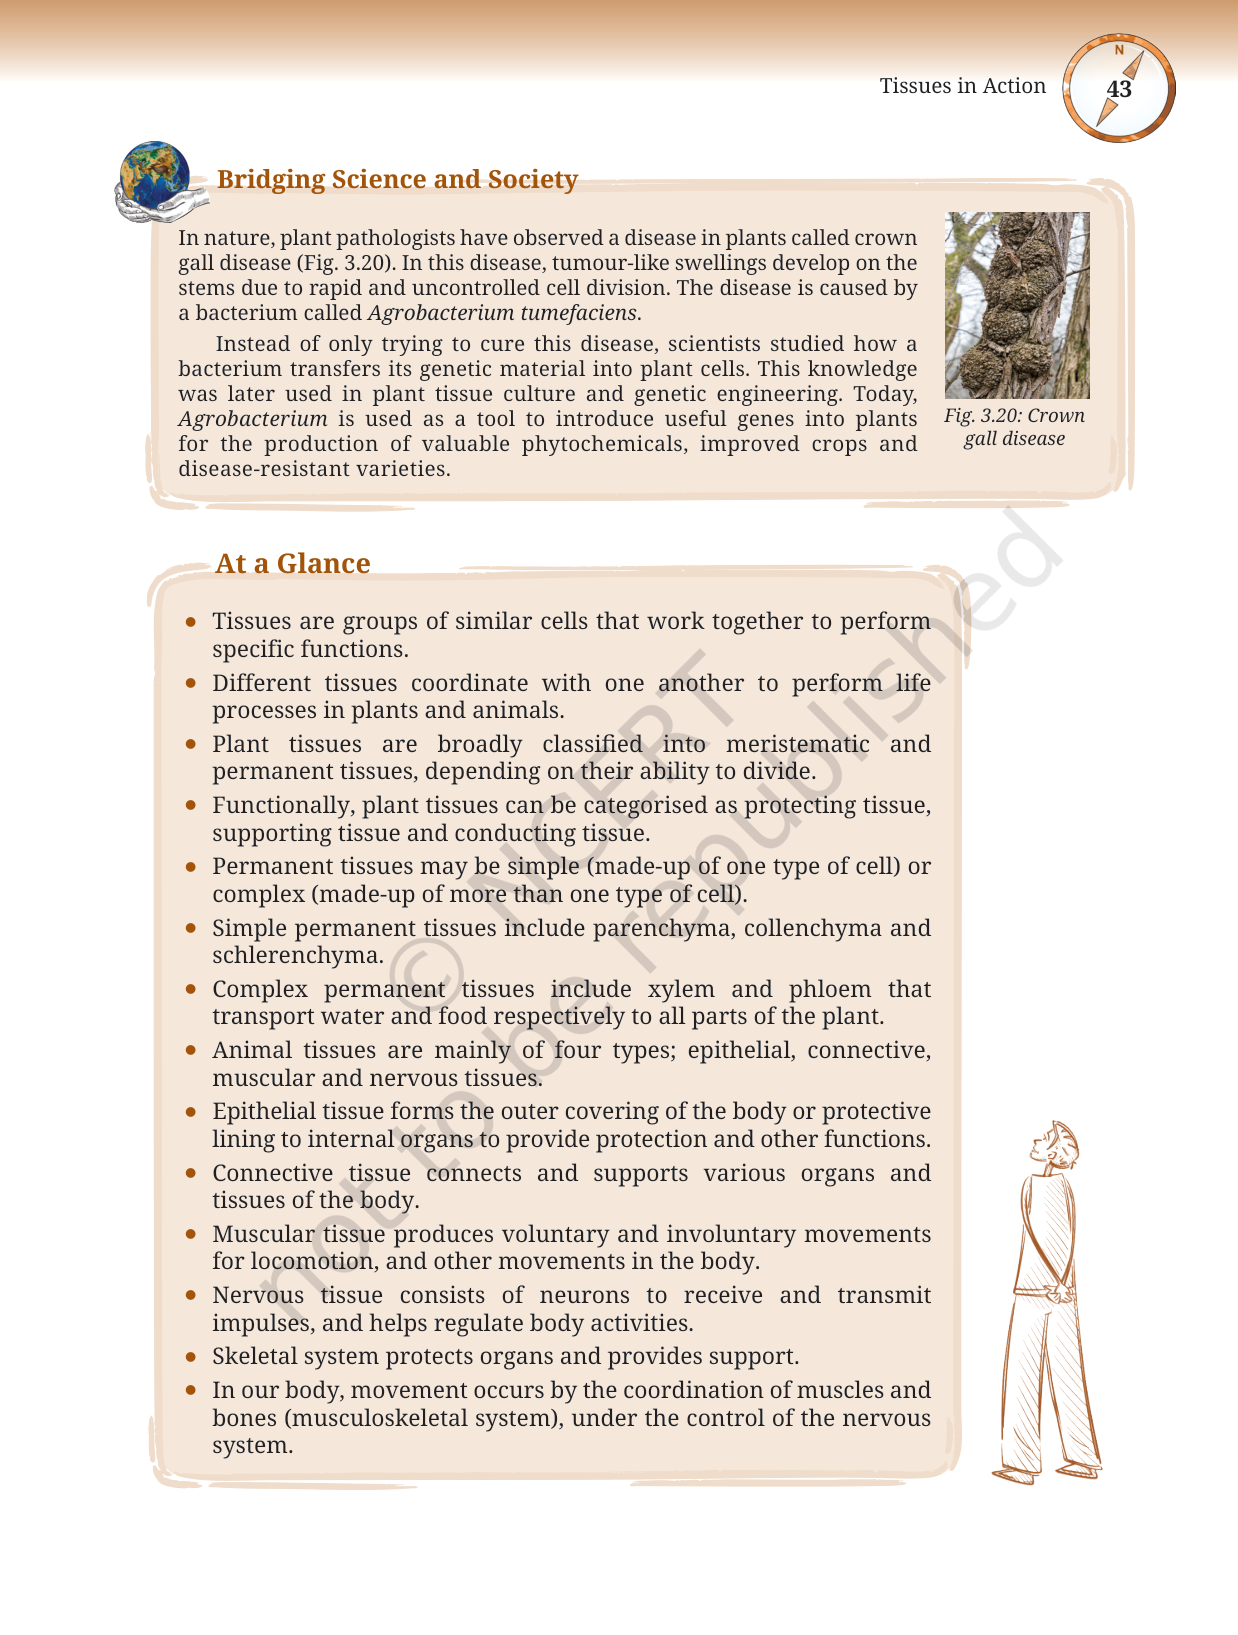 Tissues in Action
N
43
Bridging Science and Society
In nature, plant pathologists have observed a disease in plants called crown
gall disease (Fig. 3.20). In this disease, tumour-like swellings develop on the
stems due to rapid and uncontrolled cell division. The disease is caused by
a bacterium called Agrobacterium tumefaciens.
Instead of only trying to cure this disease, scientists studied how a
bacterium transfers its genetic material into plant cells. This knowledge
was later used in plant tissue culture and genetic engineering. Today,
Agrobacterium is used as a tool to introduce useful genes into plants
for the production of valuable phytochemicals, improved crops and
disease-resistant varieties.
Fig. 3.20: Crown
gall disease
At a Glance
• Tissues are groups of similar cells that work together to perform
specific functions.
• Different tissues coordinate with one another to perform life
processes in plants and animals.
• Plant tissues are broadly classified into meristematic and
permanent tissues, depending on their ability to divide.
• Functionally, plant tissues can be categorised as protecting tissue,
supporting tissue and conducting tissue.
• Permanent tissues may be simple (made-up of one type of cell) or
complex (made-up of more than one type of cell).
• Simple permanent tissues include parenchyma, collenchyma and
schlerenchyma.
• Complex permanent tissues include xylem and phloem that
transport water and food respectively to all parts of the plant.
• Animal tissues are mainly of four types; epithelial, connective,
muscular and nervous tissues.
• Epithelial tissue forms the outer covering of the body or protective
lining to internal organs to provide protection and other functions.
• Connective tissue connects and supports various organs and
tissues of the body.
• Muscular tissue produces voluntary and involuntary movements
for locomotion, and other movements in the body.
• Nervous tissue consists of neurons to receive and transmit
impulses, and helps regulate body activities.
• Skeletal system protects organs and provides support.
• In our body, movement occurs by the coordination of muscles and
bones (musculoskeletal system), under the control of the nervous
system.
© NCERT
not to be republished